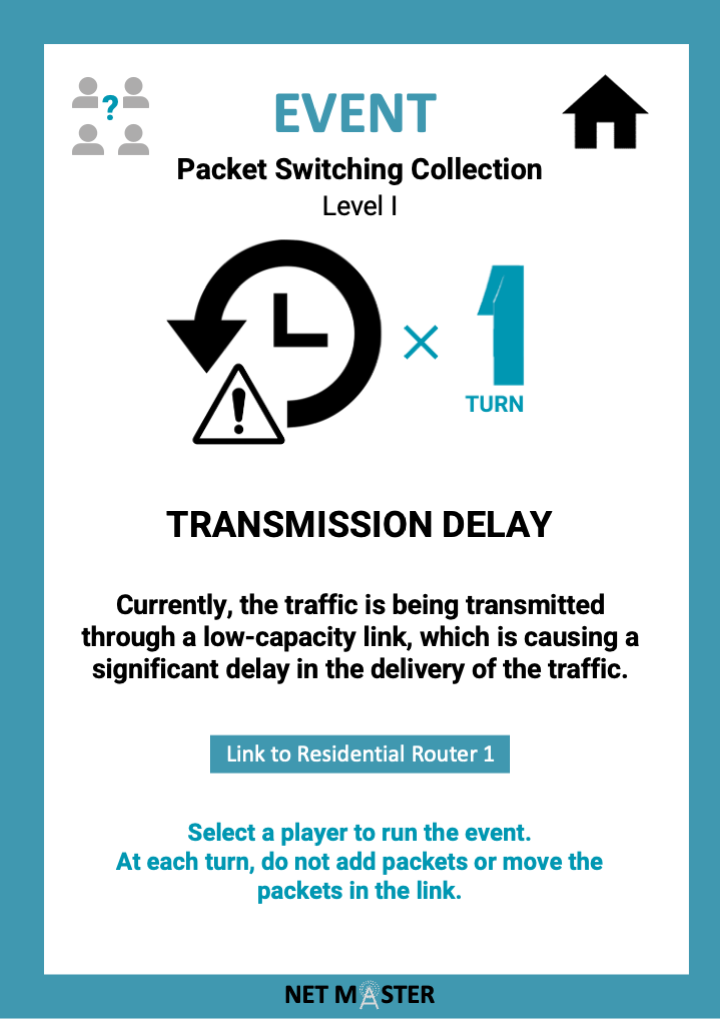 ?
EVENT
Packet Switching Collection
Level I
× 1
TURN
!
TRANSMISSION DELAY
Currently, the traffic is being transmitted
through a low-capacity link, which is causing a
significant delay in the delivery of the traffic.
Link to Residential Router 1
Select a player to run the event.
At each turn, do not add packets or move the
packets in the link.
NET MASTER